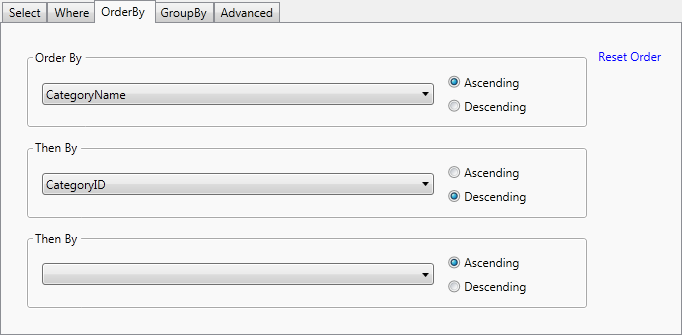 Select Where OrderBy GroupBy Advanced
Order By
Reset Order
CategoryName
Ascending
Descending
Then By
CategoryID
Ascending
Descending
Then By
Ascending
Descending